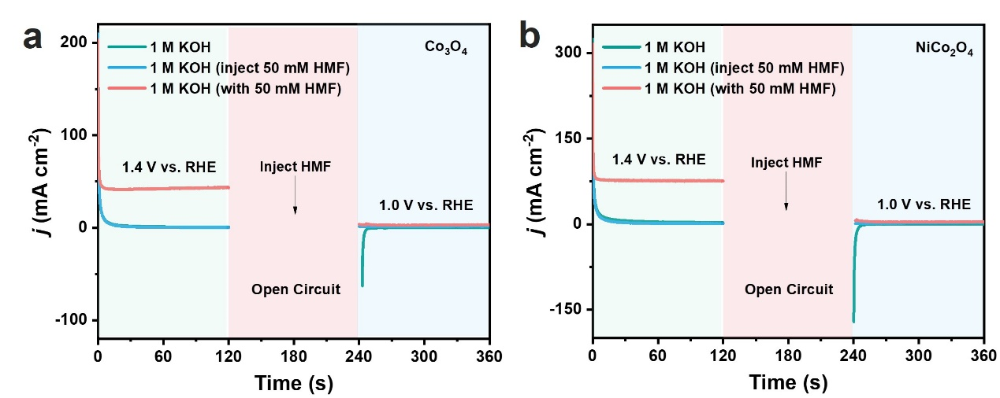 a
200
100
0
-100
0
60
120
180
240
300
360
j (mA cm⁻²)
Time (s)
1 M KOH
1 M KOH (inject 50 mM HMF)
1 M KOH (with 50 mM HMF)
Co₃O₄
1.4 V vs. RHE
Inject HMF
1.0 V vs. RHE
Open Circuit
b
300
150
0
-150
0
60
120
180
240
300
360
j (mA cm⁻²)
Time (s)
1 M KOH
1 M KOH (inject 50 mM HMF)
1 M KOH (with 50 mM HMF)
NiCo₂O₄
1.4 V vs. RHE
Inject HMF
1.0 V vs. RHE
Open Circuit